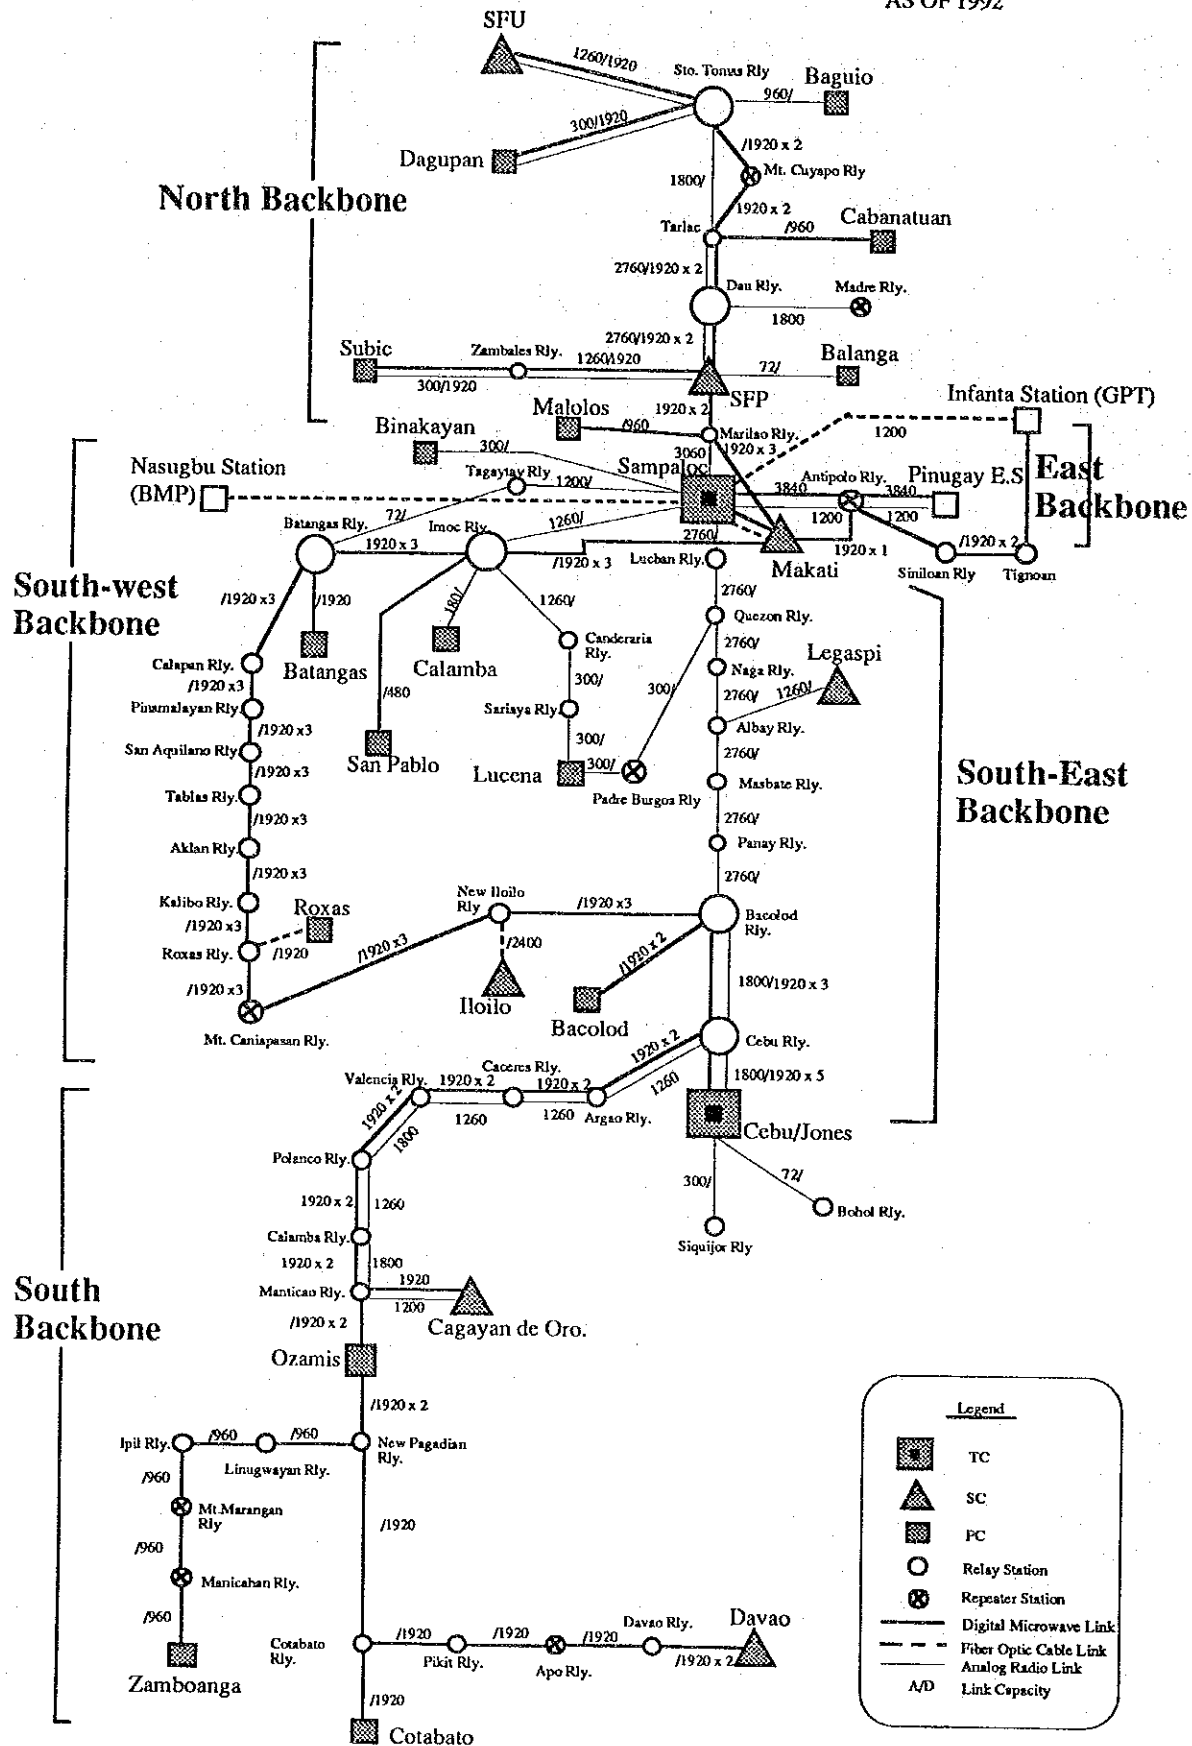 AS OF 1992
SFU
1260/1920
Sto. Tomas Rly
Baguio
960/
300/1920
Dagupan
/1920 x 2
Mt. Cuyapo Rly
1800/
North Backbone
1920 x 2
Cabanatuan
Tarlac
/960
2760/1920 x 2
Dau Rly.
Madre Rly.
1800
2760/1920 x 2
Subic
Zambales Rly.
1260/1920
72/
Balanga
300/1920
SFP
Infanta Station (GPT)
Malolos
1920 x 2
Binakayan
/960
Marilao Rly.
1200
300/
3060
1920 x 3
Nasugbu Station
(BMP)
Tagaytay Rly
1200/
Sampaloc
Antipolo Rly.
Pinugay E.S
East
Backbone
3840
3840
72/
Batangas Rly.
Imoc Rly.
1260/
1200
1200
2760/
1920 x 3
/1920 x 3
Lucban Rly.
Makati
1920 x 1
/1920 x 2
Siniloan Rly
Tignoan
South-west
Backbone
/1920 x3
/1920
180/
1260/
2760/
Quezon Rly.
Canderaria
Rly.
2760/
Legaspi
Calapan Rly.
Batangas
Calamba
Naga Rly.
/1920 x3
300/
300/
2760/
1260/
/480
Pinamalayan Rly.
Sariaya Rly.
Albay Rly.
/1920 x3
300/
San Aquilano Rly.
San Pablo
2760/
/1920 x3
Lucena
300/
Masbate Rly.
South-East
Backbone
Tablas Rly.
Padre Burgos Rly
/1920 x3
2760/
Aklan Rly.
Panay Rly.
/1920 x3
2760/
Kalibo Rly.
Roxas
New Iloilo
Rly
/1920 x3
Bacolod
Rly.
/1920 x3
Roxas Rly.
/1920
/1920 x3
/2400
/1920 x 2
/1920 x3
1800/1920 x 3
Iloilo
Bacolod
Mt. Caniapasan Rly.
Cebu Rly.
1920 x 2
Caceres Rly.
Valencia Rly.
1920 x 2
1920 x 2
1260
1800/1920 x 5
1920 x 2
1260
1260
Argao Rly.
1800
Cebu/Jones
Polanco Rly.
1920 x 2
1260
300/
72/
Bohol Rly.
Calamba Rly.
Siquijor Rly
1920 x 2
1800
1920
South
Backbone
Manticao Rly.
1200
/1920 x 2
Cagayan de Oro.
Ozamis
/1920 x 2
Ipil Rly.
/960
/960
New Pagadian
Rly.
Linugwayan Rly.
/960
Mt.Marangan
Rly
/1920
/960
Manicahan Rly.
/960
Cotabato
Rly.
/1920
/1920
/1920
Davao Rly.
Davao
Pikit Rly.
Apo Rly.
/1920 x 2
Zamboanga
/1920
Cotabato
Legend
TC
SC
PC
Relay Station
Repeater Station
Digital Microwave Link
Fiber Optic Cable Link
Analog Radio Link
A/D
Link Capacity